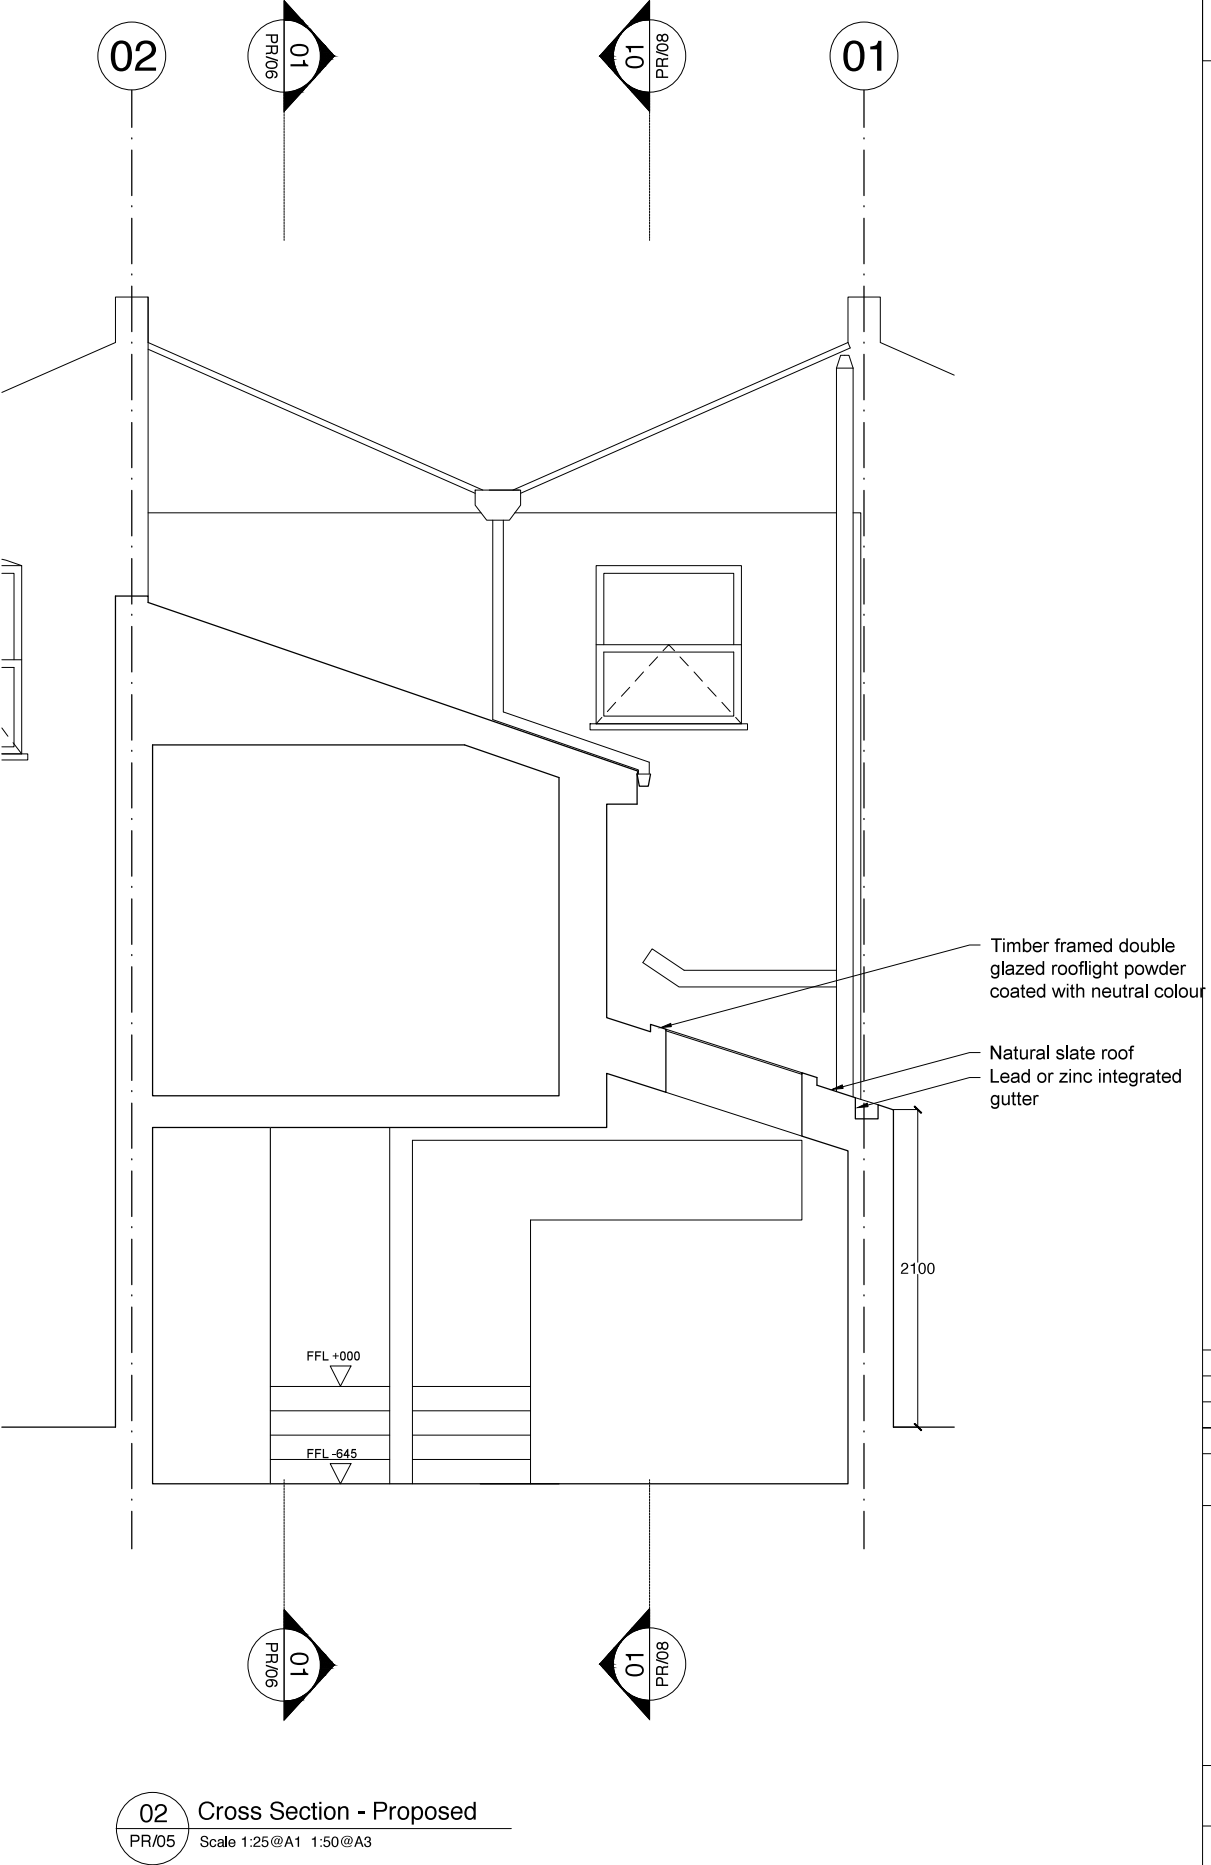 02
01
PR/06
01
PR/08
01
Timber framed double
glazed rooflight powder
coated with neutral colour
Natural slate roof
Lead or zinc integrated
gutter
2100
FFL +000
FFL -645
01
PR/06
01
PR/08
02
PR/05
Cross Section - Proposed
Scale 1:25@A1 1:50@A3